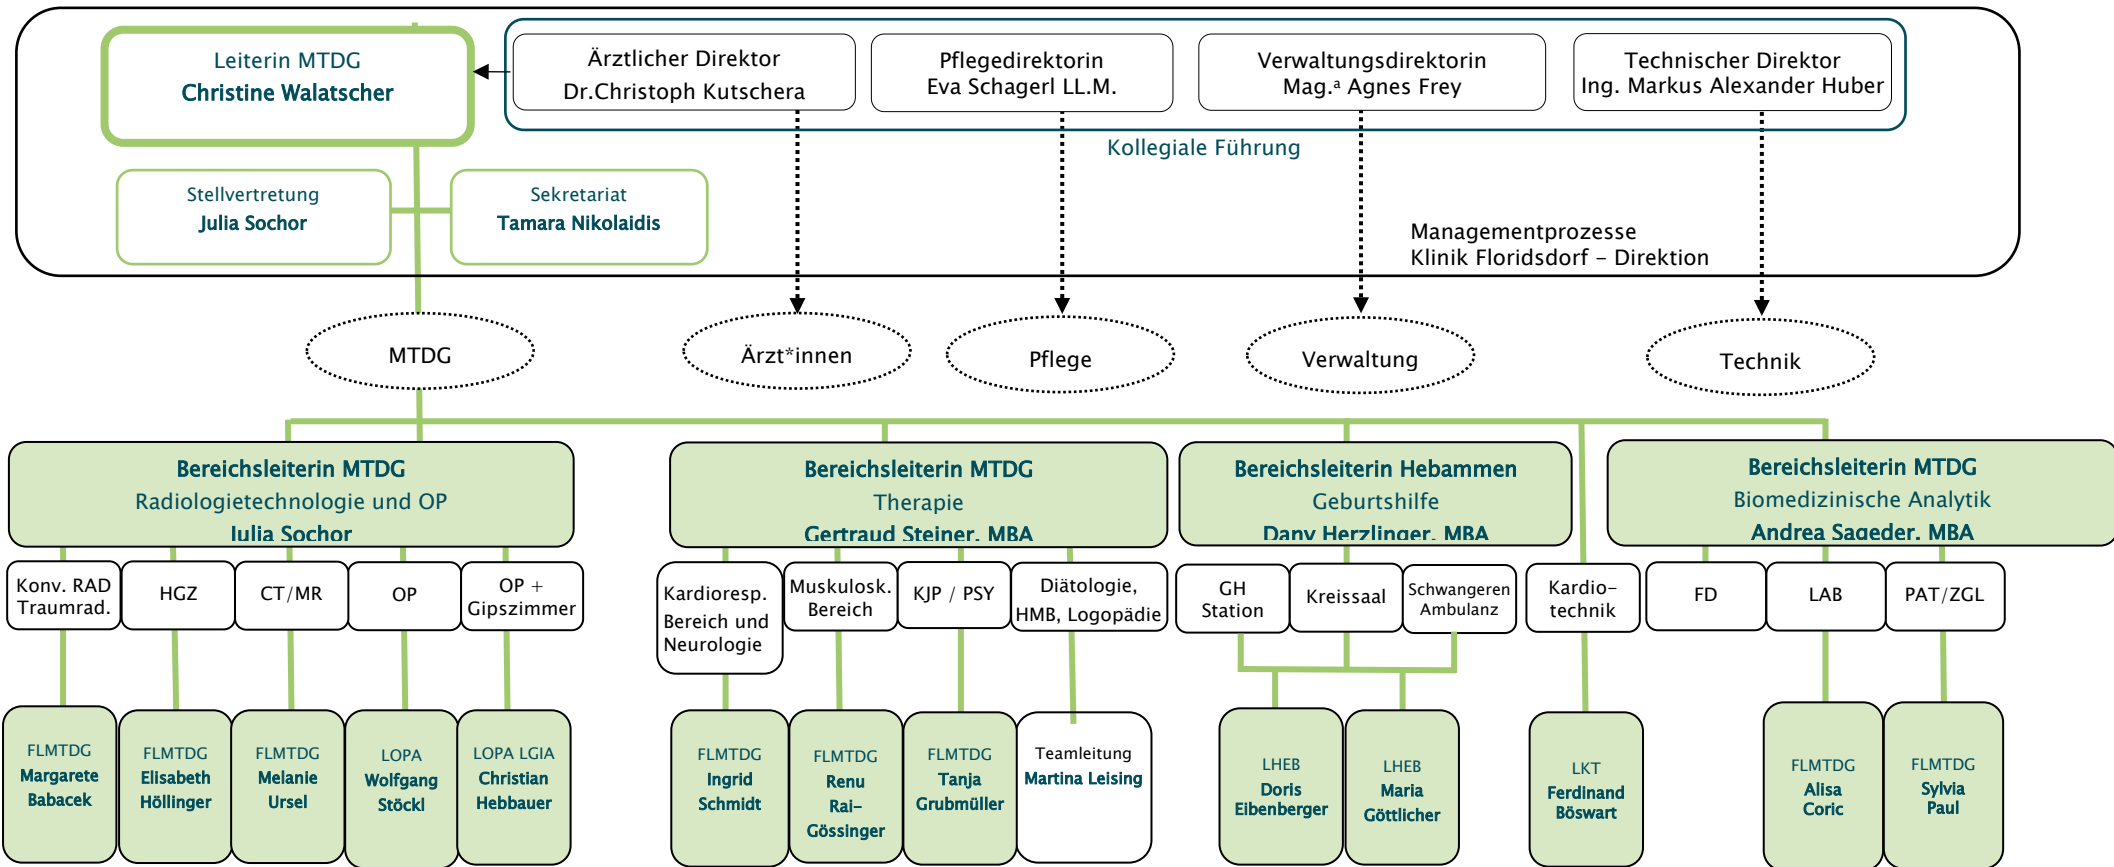 Leiterin MTDG
Christine Walatscher
Ärztlicher Direktor
Dr.Christoph Kutschera
Pflegedirektorin
Eva Schagerl LL.M.
Verwaltungsdirektorin
Mag.ª Agnes Frey
Technischer Direktor
Ing. Markus Alexander Huber
Kollegiale Führung
Stellvertretung
Julia Sochor
Sekretariat
Tamara Nikolaidis
Managementprozesse
Klinik Floridsdorf – Direktion
MTDG
Ärzt*innen
Pflege
Verwaltung
Technik
Bereichsleiterin MTDG
Radiologietechnologie und OP
Julia Sochor
Bereichsleiterin MTDG
Therapie
Gertraud Steiner, MBA
Bereichsleiterin Hebammen
Geburtshilfe
Dany Herzlinger, MBA
Bereichsleiterin MTDG
Biomedizinische Analytik
Andrea Sageder, MBA
Konv. RAD
Traumrad.
HGZ
CT/MR
OP
OP +
Gipszimmer
Kardioresp.
Bereich und
Neurologie
Muskulosk.
Bereich
KJP / PSY
Diätologie,
HMB, Logopädie
GH
Station
Kreissaal
Schwangeren
Ambulanz
Kardio-
technik
FD
LAB
PAT/ZGL
FLMTDG
Margarete
Babacek
FLMTDG
Elisabeth
Höllinger
FLMTDG
Melanie
Ursel
LOPA
Wolfgang
Stöckl
LOPA LGIA
Christian
Hebbauer
FLMTDG
Ingrid
Schmidt
FLMTDG
Renu
Rai-
Gössinger
FLMTDG
Tanja
Grubmüller
Teamleitung
Martina Leising
LHEB
Doris
Eibenberger
LHEB
Maria
Göttlicher
LKT
Ferdinand
Böswart
FLMTDG
Alisa
Coric
FLMTDG
Sylvia
Paul